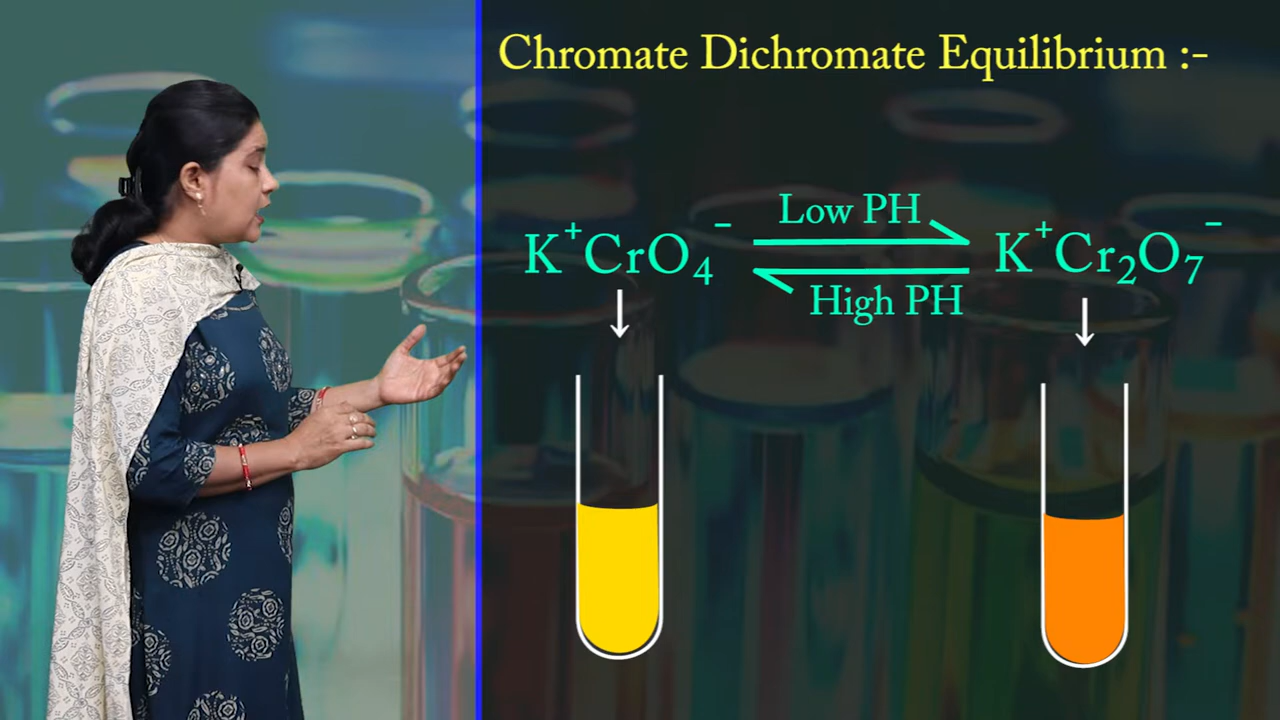 Chromate Dichromate Equilibrium :-
K⁺CrO₄⁻ Low PH K⁺Cr₂O₇⁻
High PH